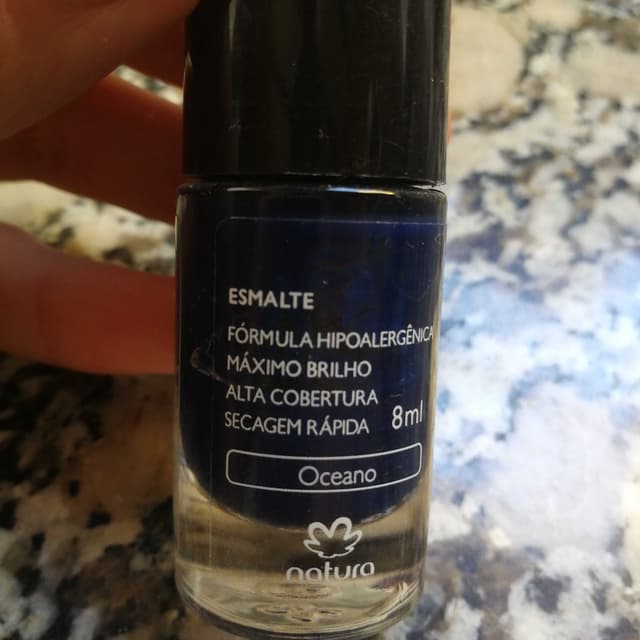 ESMALTE
FÓRMULA HIPOALERGÊNICA
MÁXIMO BRILHO
ALTA COBERTURA
SECAGEM RÁPIDA 8ml
Oceano
natura